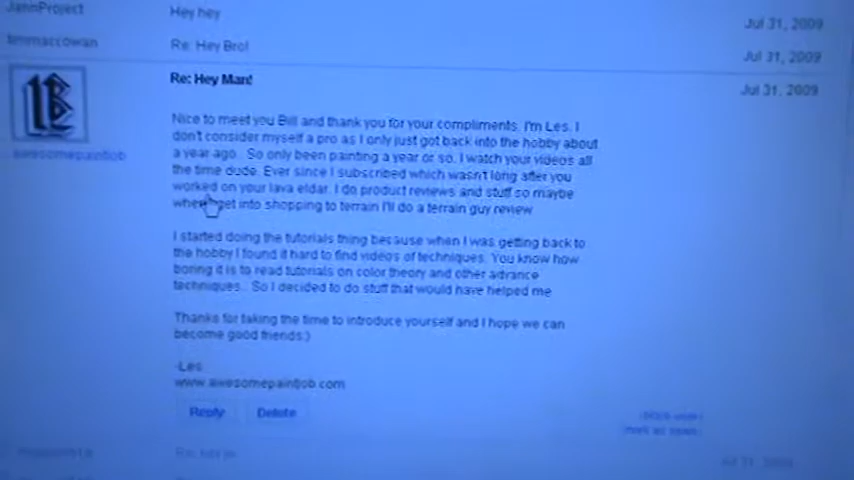 JannProject Hey hey Jul 31, 2009
timmaccowan Re: Hey Bro! Jul 31, 2009
Re: Hey Man! Jul 31, 2009
awesomepaintjob
Nice to meet you Bill and thank you for your compliments. I'm Les. I
don't consider myself a pro as I only just got back into the hobby about
a year ago. So only been painting a year or so. I watch your videos all
the time dude. Ever since I subscribed which wasn't long after you
worked on your lava eldar. I do product reviews and stuff so maybe
when get into shopping to terrain I'll do a terrain guy review
I started doing the tutorials thing because when I was getting back to
the hobby I found it hard to find videos of techniques. You know how
boring it is to read tutorials on color theory and other advance
techniques. So I decided to do stuff that would have helped me
Thanks for taking the time to introduce yourself and I hope we can
become good friends:)
-Les
www.awesomepaintjob.com
Reply Delete
Jul 31, 2009